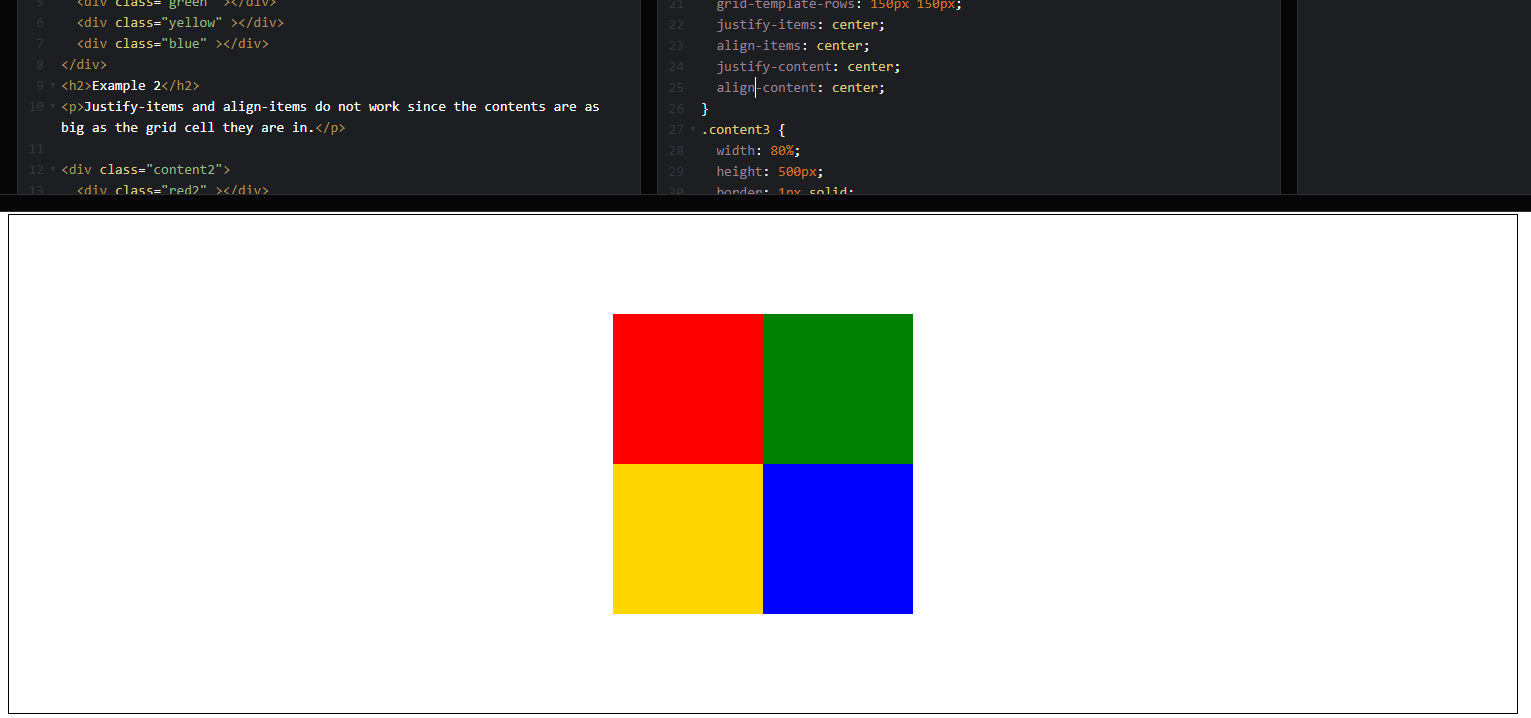 5 <div class="green" ></div>
6 <div class="yellow" ></div>
7 <div class="blue" ></div>
8 </div>
9 <h2>Example 2</h2>
10 <p>Justify-items and align-items do not work since the contents are as
big as the grid cell they are in.</p>
11
12 <div class="content2">
13 <div class="red2" ></div>
21 grid-template-rows: 150px 150px;
22 justify-items: center;
23 align-items: center;
24 justify-content: center;
25 align-content: center;
26 }
27 .content3 {
28 width: 80%;
29 height: 500px;
30 border: 1px solid;